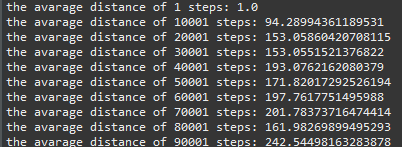 the avarage distance of 1 steps: 1.0
the avarage distance of 10001 steps: 94.28994361189531
the avarage distance of 20001 steps: 153.05860420708115
the avarage distance of 30001 steps: 153.0551521376822
the avarage distance of 40001 steps: 193.0762162080379
the avarage distance of 50001 steps: 171.82017292526194
the avarage distance of 60001 steps: 197.7617751495988
the avarage distance of 70001 steps: 201.78373716474414
the avarage distance of 80001 steps: 161.98269899495293
the avarage distance of 90001 steps: 242.54498163283878